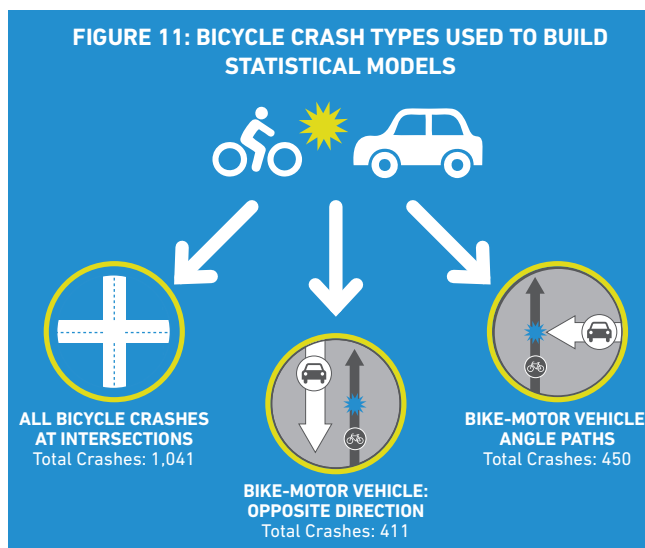 FIGURE 11: BICYCLE CRASH TYPES USED TO BUILD
STATISTICAL MODELS
ALL BICYCLE CRASHES
AT INTERSECTIONS
Total Crashes: 1,041
BIKE-MOTOR VEHICLE:
OPPOSITE DIRECTION
Total Crashes: 411
BIKE-MOTOR VEHICLE
ANGLE PATHS
Total Crashes: 450